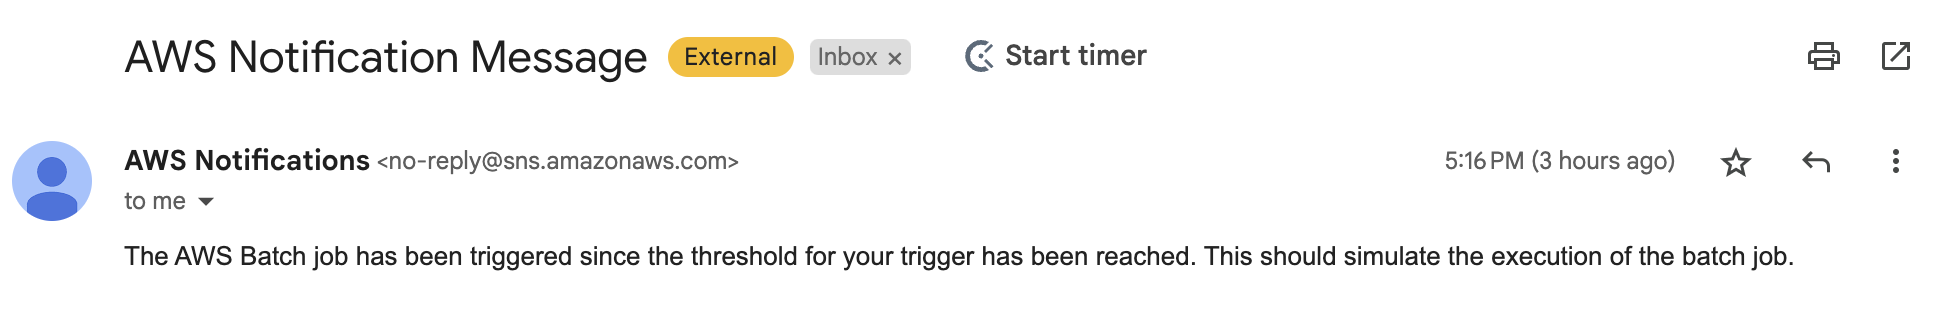 AWS Notification Message External Inbox × Start timer
AWS Notifications <no-reply@sns.amazonaws.com> 5:16 PM (3 hours ago)
to me
The AWS Batch job has been triggered since the threshold for your trigger has been reached. This should simulate the execution of the batch job.